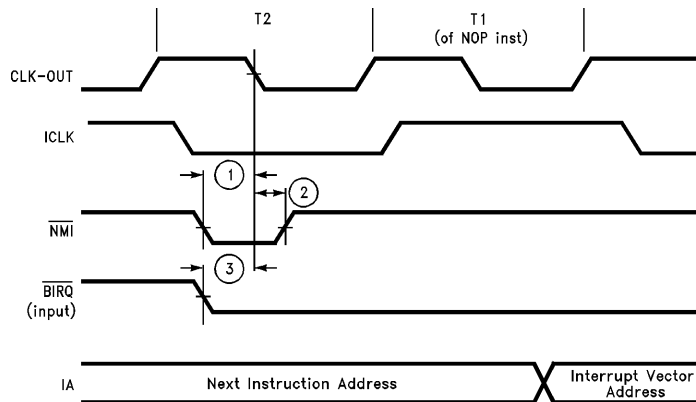 T2
T1
(of NOP inst)
CLK-OUT
ICLK
1
2
NMI
3
BIRQ
(input)
IA
Next Instruction Address
Interrupt Vector
Address